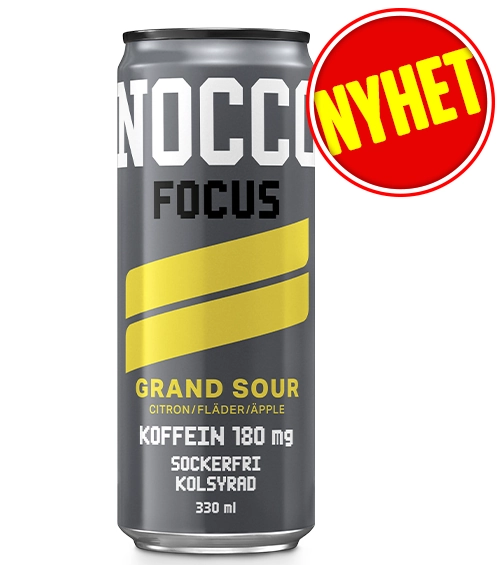 NOCCO
NYHET
FOCUS
GRAND SOUR
CITRON/FLÄDER/ÄPPLE
KOFFEIN 180 mg
SOCKERFRI
KOLSYRAD
330 ml